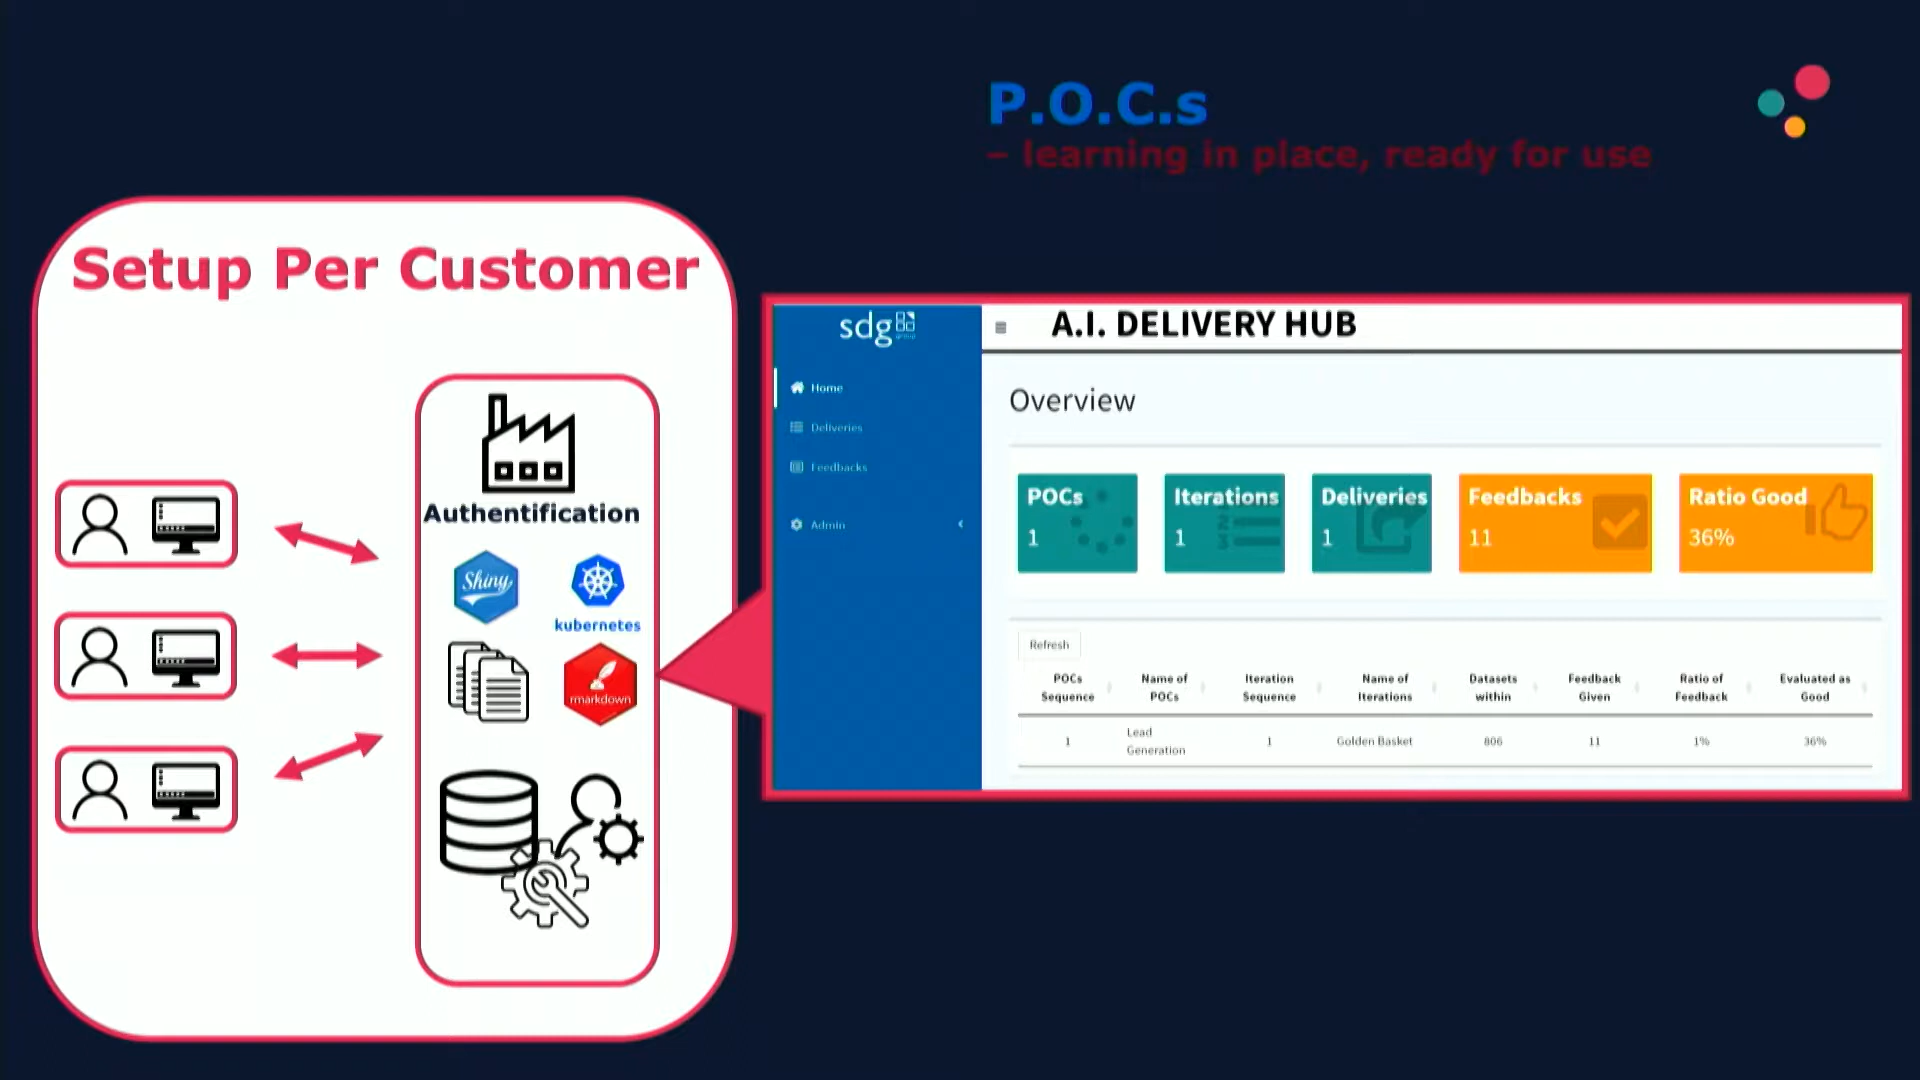 P.O.C.s
– learning in place, ready for use
Setup Per Customer
Authentification
Shiny
kubernetes
rmarkdown
sdg
A.I. DELIVERY HUB
Home
Deliveries
Feedbacks
Admin
Overview
POCs
1
Iterations
1
Deliveries
1
Feedbacks
11
Ratio Good
36%
Refresh
POCs Sequence
Name of POCs
Iteration Sequence
Name of Iterations
Datasets within
Feedback Given
Ratio of Feedback
Evaluated as Good
1
Lead Generation
1
Golden Basket
806
11
1%
36%